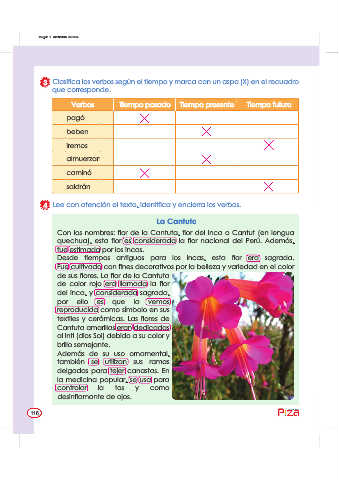 3 Clasifica los verbos según el tiempo y marca con un aspa (X) en el recuadro
que corresponde.
Verbos Tiempo pasado Tiempo presente Tiempo futuro
pagó X
beben X
iremos X
almuerzan X
caminó X
saldrán X
4 Lee con atención el texto, identifica y encierra los verbos.
La Cantuta
Con los nombres: flor de la Cantuta, flor del Inca o Cantut (en lengua
quechua), esta flor es considerada la flor nacional del Perú. Además,
fue estimada por los Incas.
Desde tiempos antiguos para los Incas, esta flor era sagrada.
Fue cultivada con fines decorativos por la belleza y variedad en el color
de sus flores. La flor de la Cantuta
de color rojo era llamada la flor
del Inca, y considerada sagrada,
por ello es que la vemos
reproducida como símbolo en sus
textiles y cerámicas. Las flores de
Cantuta amarillas eran dedicadas
al Inti (dios Sol) debido a su color y
brillo semejante.
Además de su uso ornamental,
también se utilizan sus ramas
delgadas para tejer canastas. En
la medicina popular, se usa para
controlar la tos y como
desinflamante de ojos.
116
Piza